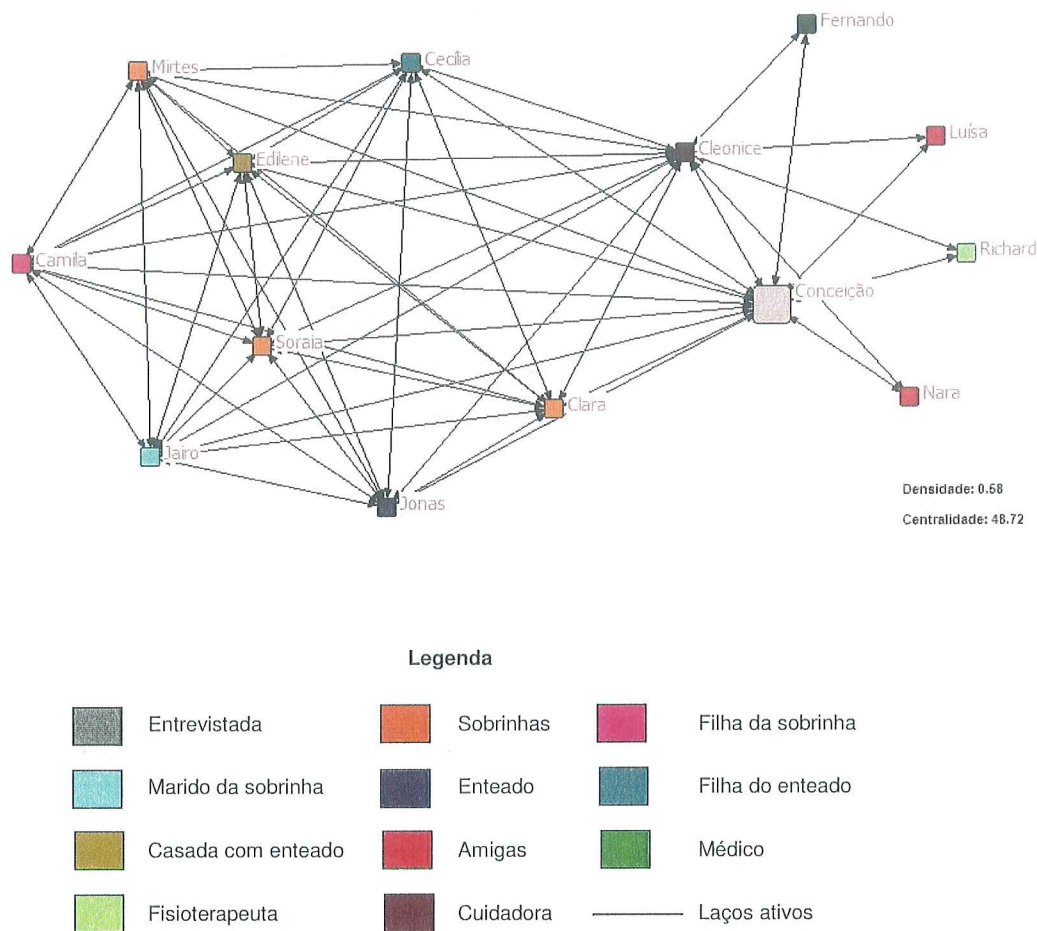 Fernando
Mirtes
Cecília
Luísa
Cleonice
Edilene
Richard
Camila
Conceição
Soraia
Nara
Clara
Jairo
Jonas
Densidade: 0.58
Centralidade: 48.72
Legenda
Entrevistada
Sobrinhas
Filha da sobrinha
Marido da sobrinha
Enteado
Filha do enteado
Casada com enteado
Amigas
Médico
Fisioterapeuta
Cuidadora
Laços ativos